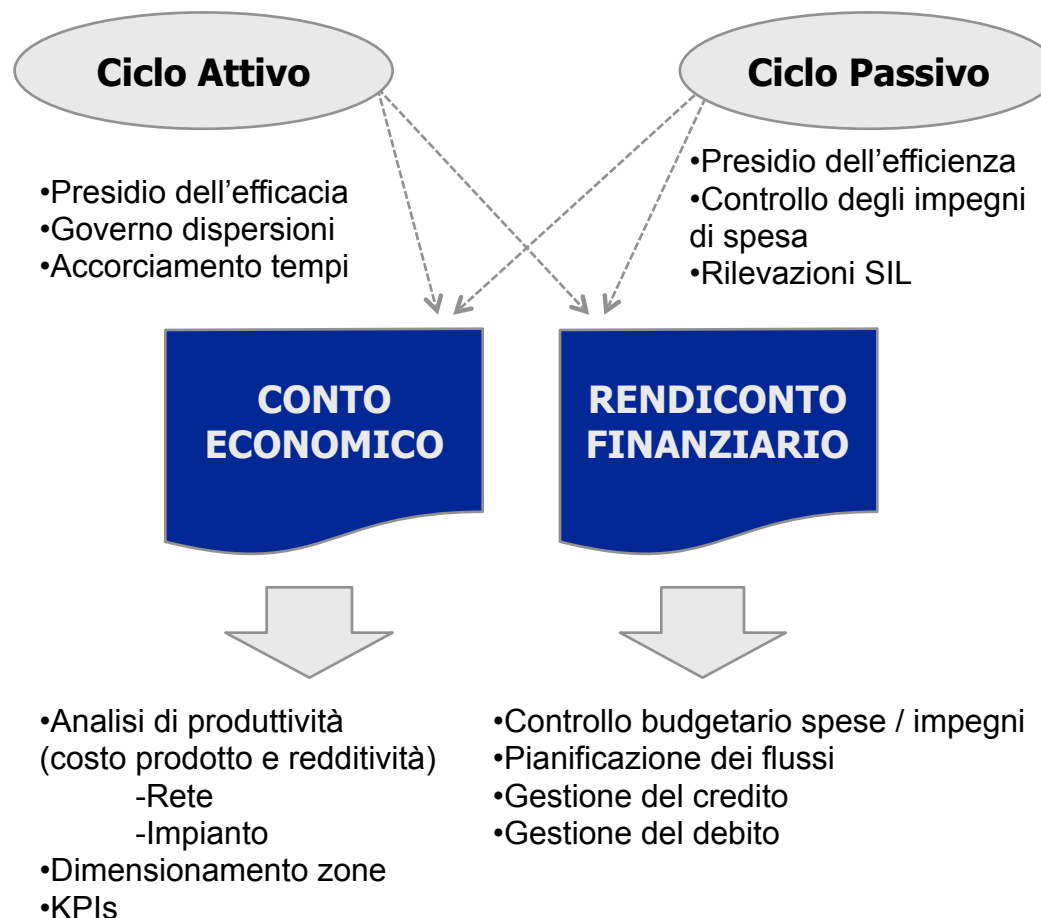 Ciclo Attivo
Ciclo Passivo
•Presidio dell'efficacia
•Governo dispersioni
•Accorciamento tempi
•Presidio dell'efficienza
•Controllo degli impegni
di spesa
•Rilevazioni SIL
CONTO
ECONOMICO
RENDICONTO
FINANZIARIO
•Analisi di produttività
(costo prodotto e redditività)
-Rete
-Impianto
•Dimensionamento zone
•KPIs
•Controllo budgetario spese / impegni
•Pianificazione dei flussi
•Gestione del credito
•Gestione del debito